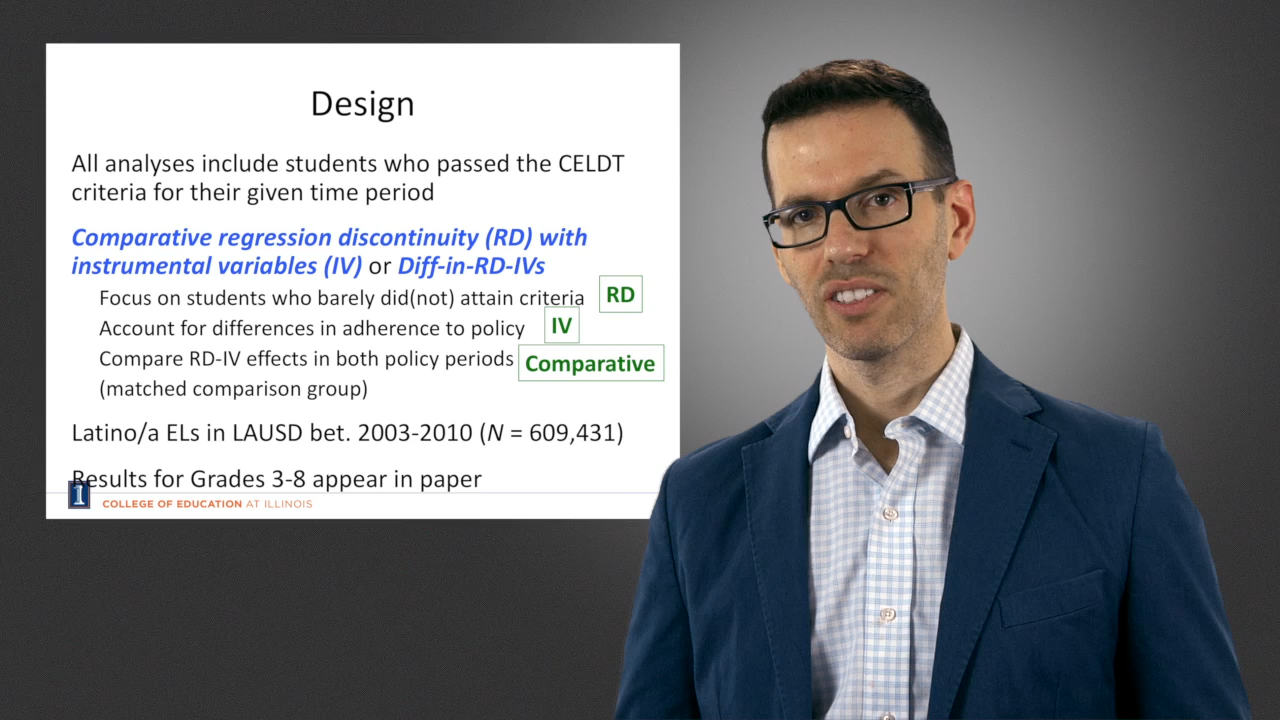 Design
All analyses include students who passed the CELDT
criteria for their given time period
Comparative regression discontinuity (RD) with
instrumental variables (IV) or Diff-in-RD-IVs
Focus on students who barely did(not) attain criteria RD
Account for differences in adherence to policy IV
Compare RD-IV effects in both policy periods Comparative
(matched comparison group)
Latino/a ELs in LAUSD bet. 2003-2010 (N = 609,431)
Results for Grades 3-8 appear in paper
I COLLEGE OF EDUCATION AT ILLINOIS